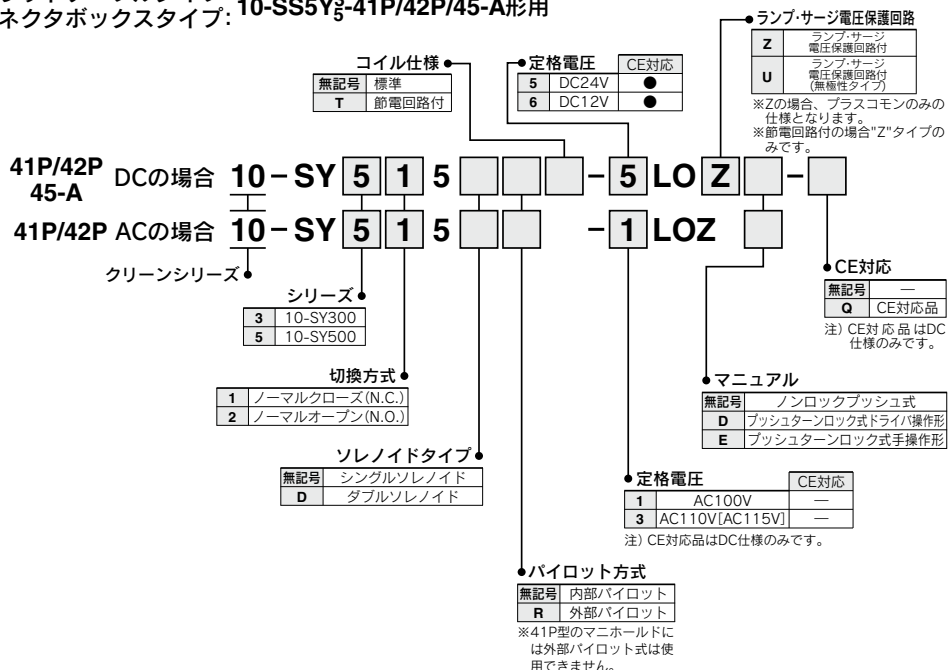 ネクタボックスタイプ: 10-SS5Y³₅-41P/42P/45-A形用
ランプ・サージ電圧保護回路
Z ランプ・サージ電圧保護回路付
U ランプ・サージ電圧保護回路付(無極性タイプ)
※Zの場合、プラスコモンのみの
仕様となります。
※節電回路付の場合"Z"タイプの
みです。
コイル仕様
無記号 標準
T 節電回路付
定格電圧 CE対応
5 DC24V ●
6 DC12V ●
41P/42P
45-A
DCの場合 10-SY 5 1 5 □□□-5 LO Z □-□
41P/42P ACの場合 10-SY 5 1 5 □□ -1 LOZ □
クリーンシリーズ
シリーズ
3 10-SY300
5 10-SY500
切換方式
1 ノーマルクローズ(N.C.)
2 ノーマルオープン(N.O.)
ソレノイドタイプ
無記号 シングルソレノイド
D ダブルソレノイド
CE対応
無記号 —
Q CE対応品
注) CE対応品はDC
仕様のみです。
マニュアル
無記号 ノンロックプッシュ式
D プッシュターンロック式ドライバ操作形
E プッシュターンロック式手操作形
定格電圧 CE対応
1 AC100V —
3 AC110V[AC115V] —
注) CE対応品はDC仕様のみです。
パイロット方式
無記号 内部パイロット
R 外部パイロット
※41P型のマニホールドに
は外部パイロット式は使
用できません。